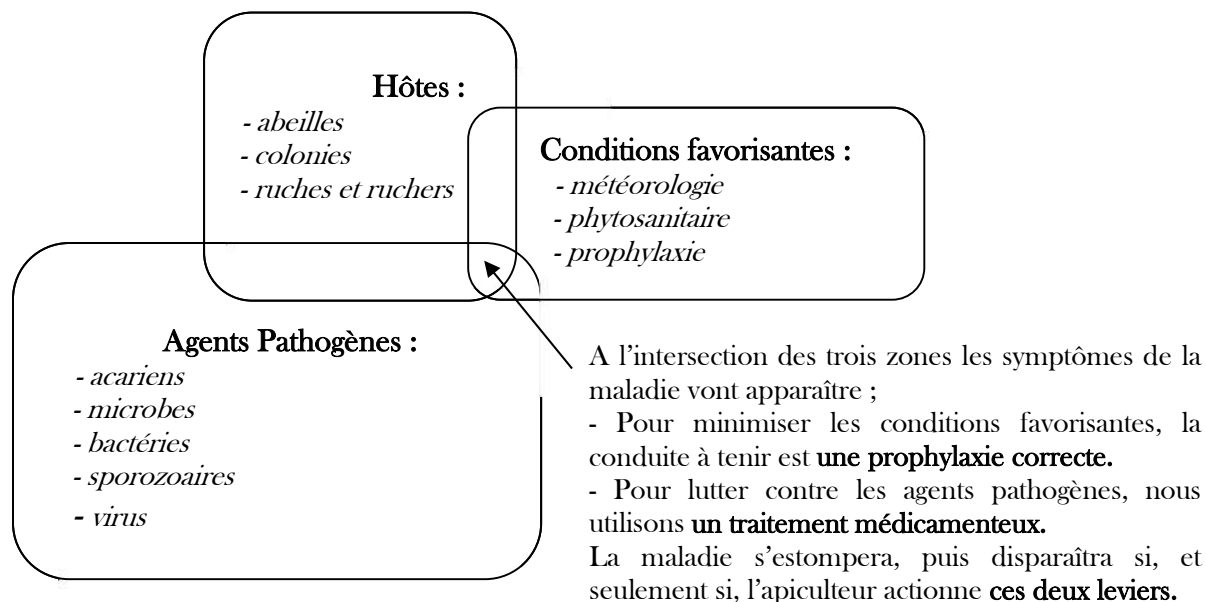 Hôtes :
- abeilles
- colonies
- ruches et ruchers
Conditions favorisantes :
- météorologie
- phytosanitaire
- prophylaxie
Agents Pathogènes :
- acariens
- microbes
- bactéries
- sporozoaires
- virus
A l’intersection des trois zones les symptômes de la
maladie vont apparaître ;
- Pour minimiser les conditions favorisantes, la
conduite à tenir est une prophylaxie correcte.
- Pour lutter contre les agents pathogènes, nous
utilisons un traitement médicamenteux.
La maladie s’estompera, puis disparaîtra si, et
seulement si, l’apiculteur actionne ces deux leviers.